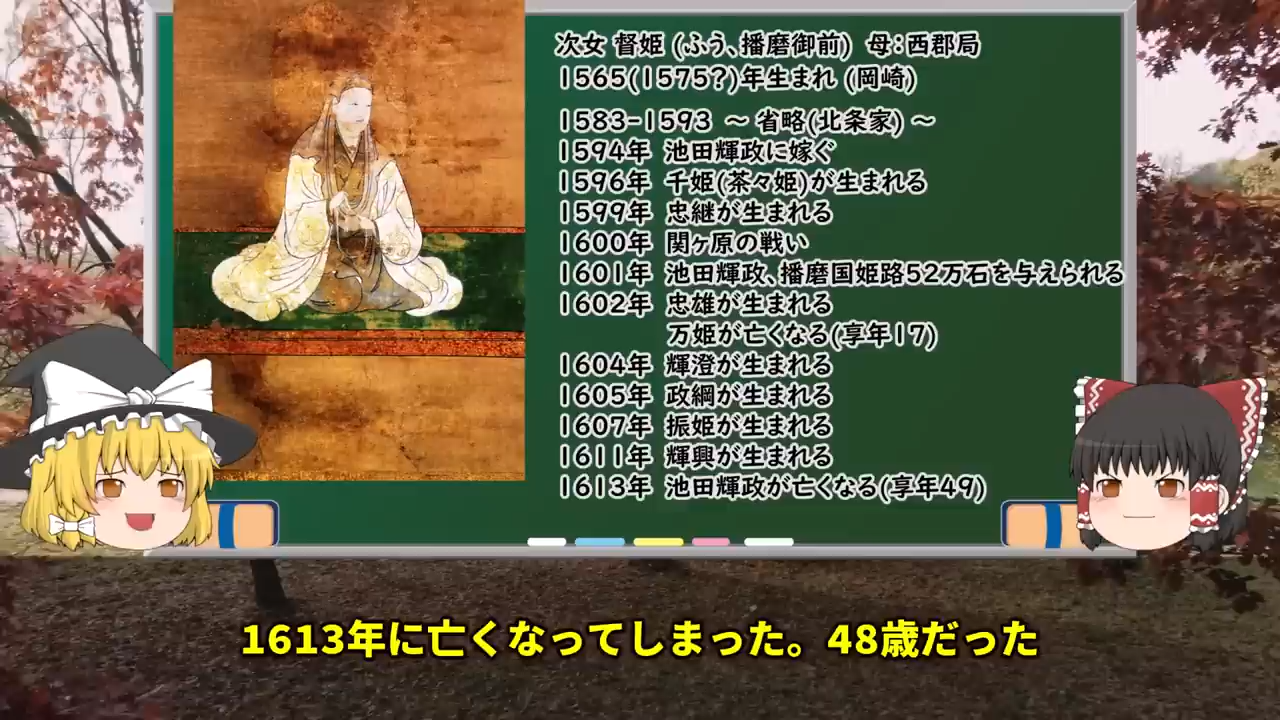 次女 督姫 (ふう、播磨御前) 母：西郡局
1565(1575?)年生まれ (岡崎)
1583-1593 ～ 省略(北条家) ～
1594年 池田輝政に嫁ぐ
1596年 千姫(茶々姫)が生まれる
1599年 忠継が生まれる
1600年 関ヶ原の戦い
1601年 池田輝政、播磨国姫路52万石を与えられる
1602年 忠雄が生まれる
万姫が亡くなる(享年17)
1604年 輝澄が生まれる
1605年 政綱が生まれる
1607年 振姫が生まれる
1611年 輝興が生まれる
1613年 池田輝政が亡くなる(享年49)
1613年に亡くなってしまった。48歳だった